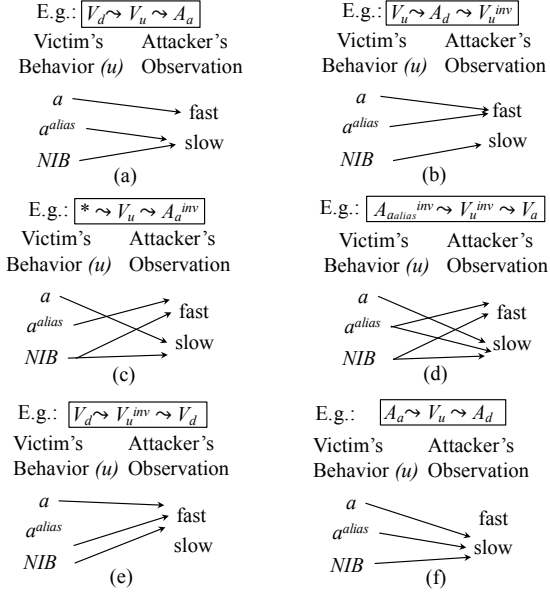 E.g.: V_d ⤳ V_u ⤳ A_a
Victim's Attacker's
Behavior (u) Observation
a
fast
a^alias
slow
NIB
(a)
E.g.: V_u ⤳ A_d ⤳ V_u^inv
Victim's Attacker's
Behavior (u) Observation
a
fast
a^alias
slow
NIB
(b)
E.g.: * ⤳ V_u ⤳ A_a^inv
Victim's Attacker's
Behavior (u) Observation
a
fast
a^alias
slow
NIB
(c)
E.g.: A_a^alias^inv ⤳ V_u^inv ⤳ V_a
Victim's Attacker's
Behavior (u) Observation
a
fast
a^alias
slow
NIB
(d)
E.g.: V_d ⤳ V_u^inv ⤳ V_d
Victim's Attacker's
Behavior (u) Observation
a
fast
a^alias
slow
NIB
(e)
E.g.: A_a ⤳ V_u ⤳ A_d
Victim's Attacker's
Behavior (u) Observation
a
fast
a^alias
slow
NIB
(f)